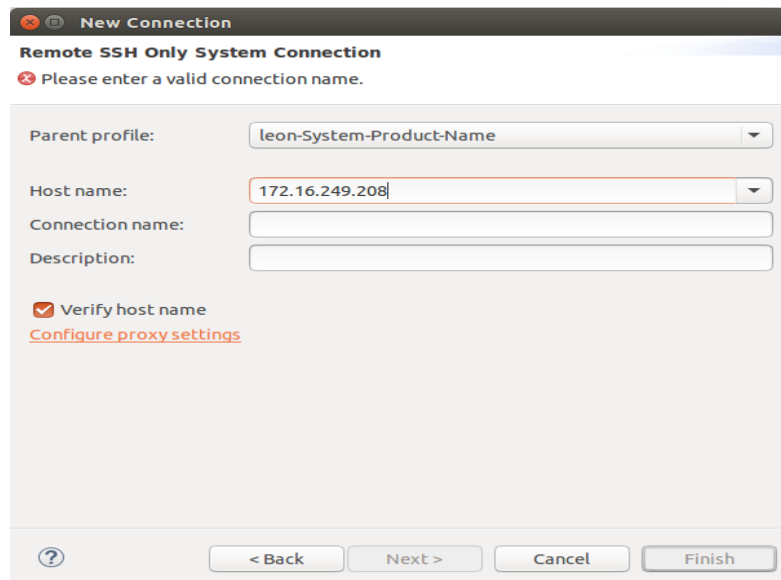 New Connection
Remote SSH Only System Connection
Please enter a valid connection name.
Parent profile: leon-System-Product-Name
Host name: 172.16.249.208
Connection name:
Description:
Verify host name
Configure proxy settings
? < Back Next > Cancel Finish